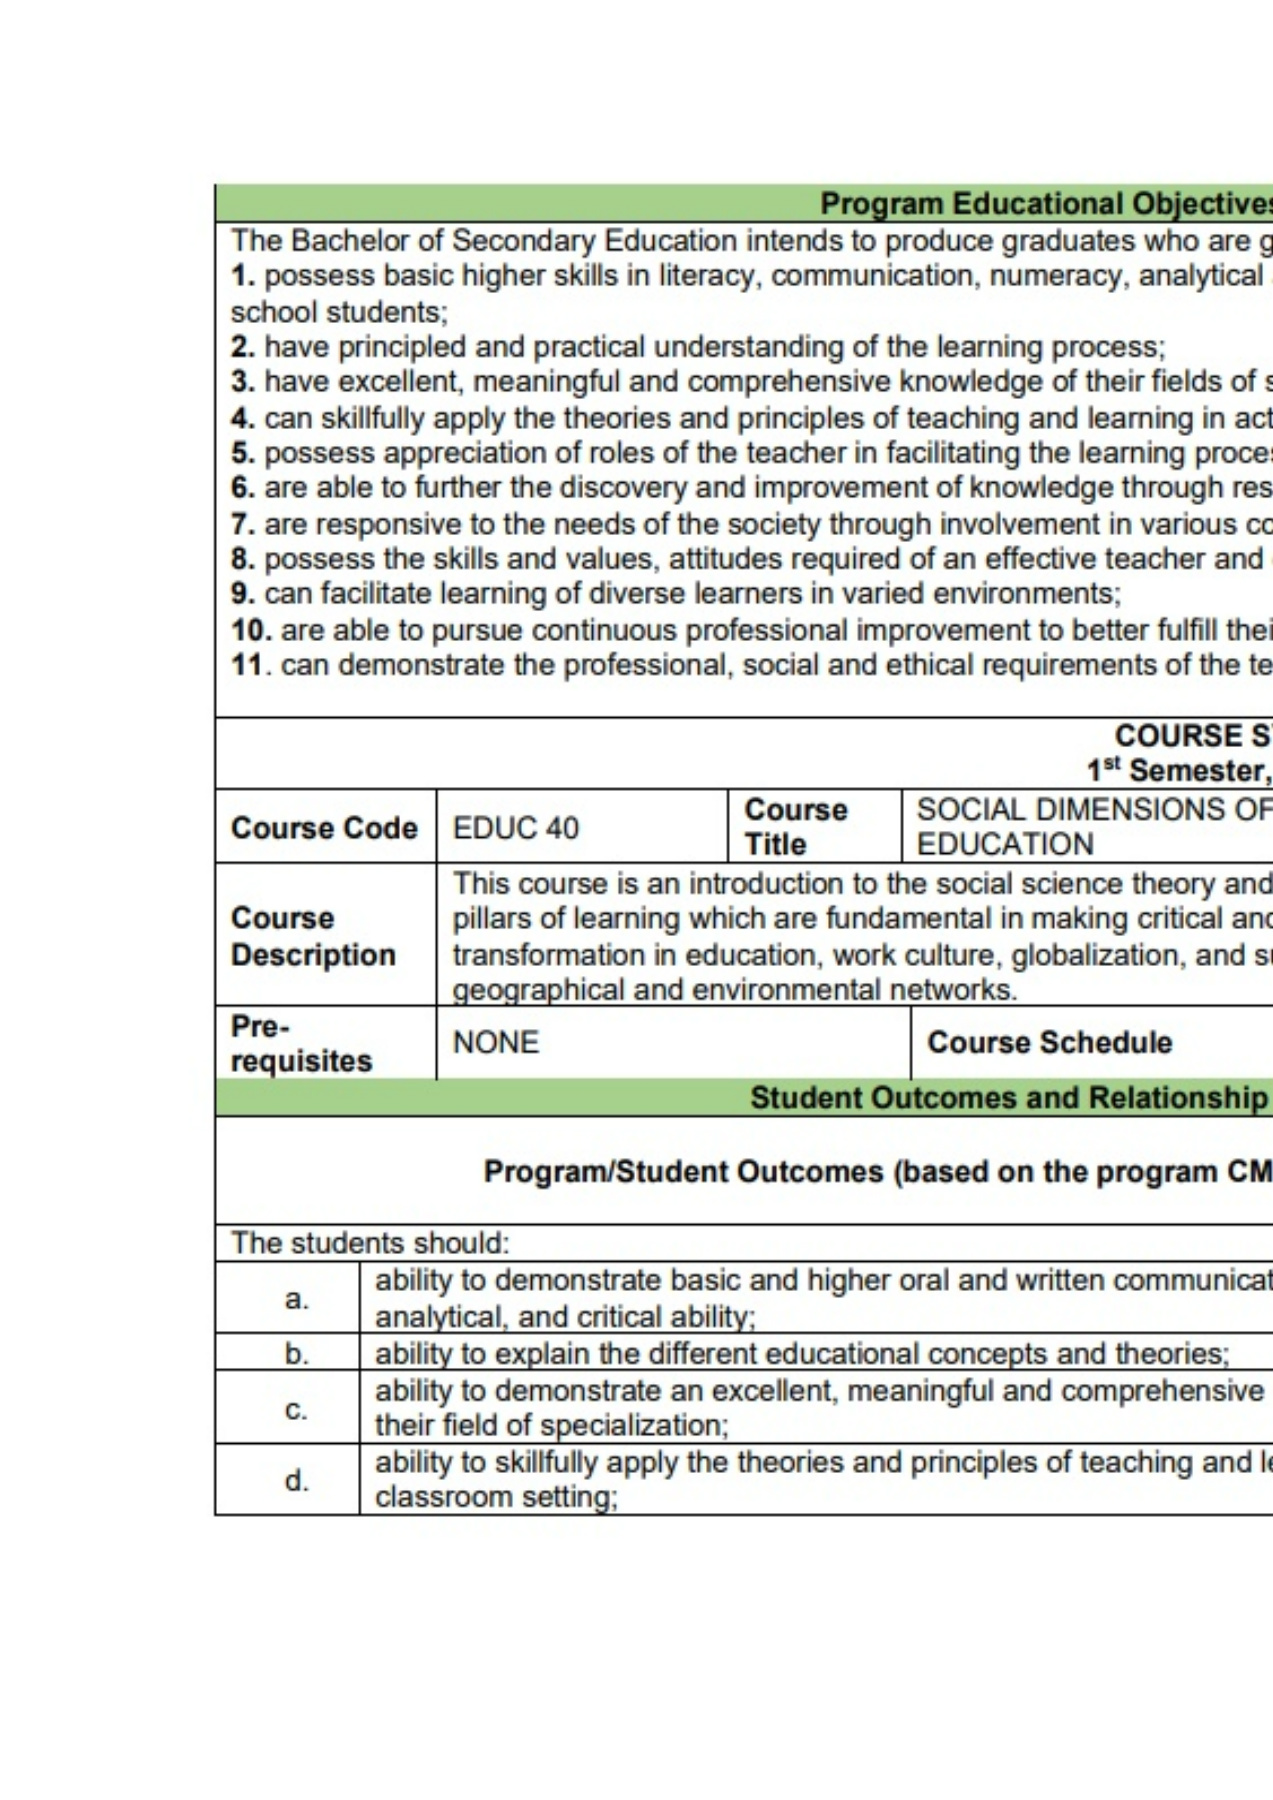 Program Educational Objectives
The Bachelor of Secondary Education intends to produce graduates who are
1. possess basic higher skills in literacy, communication, numeracy, analytical
school students;
2. have principled and practical understanding of the learning process;
3. have excellent, meaningful and comprehensive knowledge of their fields of
4. can skillfully apply the theories and principles of teaching and learning in
5. possess appreciation of roles of the teacher in facilitating the learning
6. are able to further the discovery and improvement of knowledge through
7. are responsive to the needs of the society through involvement in various
8. possess the skills and values, attitudes required of an effective teacher and
9. can facilitate learning of diverse learners in varied environments;
10. are able to pursue continuous professional improvement to better fulfill
11. can demonstrate the professional, social and ethical requirements of the
COURSE
1st Semester,
Course Code EDUC 40 Course Title SOCIAL DIMENSIONS OF
EDUCATION
Course Description
This course is an introduction to the social science theory and
pillars of learning which are fundamental in making critical and
transformation in education, work culture, globalization, and
geographical and environmental networks.
Pre-requisites NONE Course Schedule
Student Outcomes and Relationship
Program/Student Outcomes (based on the program
The students should:
a. ability to demonstrate basic and higher oral and written
analytical, and critical ability;
b. ability to explain the different educational concepts and theories;
c. ability to demonstrate an excellent, meaningful and comprehensive
their field of specialization;
d. ability to skillfully apply the theories and principles of teaching and
classroom setting;